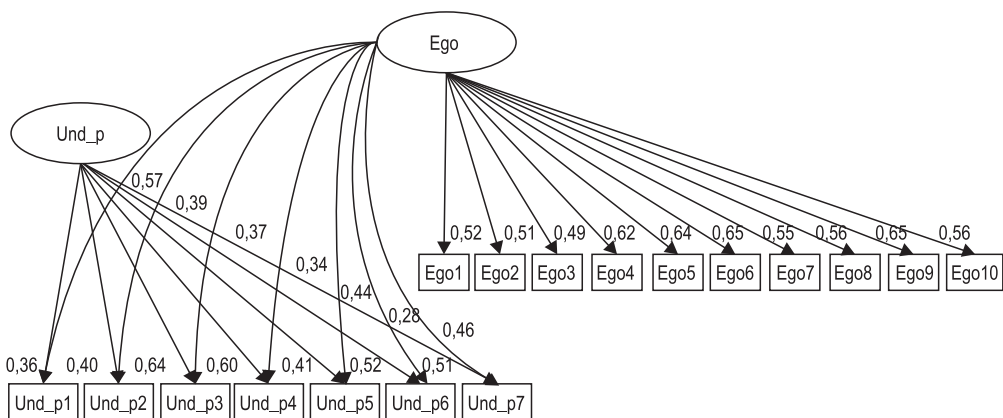 Ego
Und_p
0,57
0,39
0,37
0,34
0,44
0,28
0,46
0,52 0,51 0,49 0,62 0,64 0,65 0,55 0,56 0,65 0,56
Ego1 Ego2 Ego3 Ego4 Ego5 Ego6 Ego7 Ego8 Ego9 Ego10
0,36 0,40 0,64 0,60 0,41 0,52 0,51
Und_p1 Und_p2 Und_p3 Und_p4 Und_p5 Und_p6 Und_p7